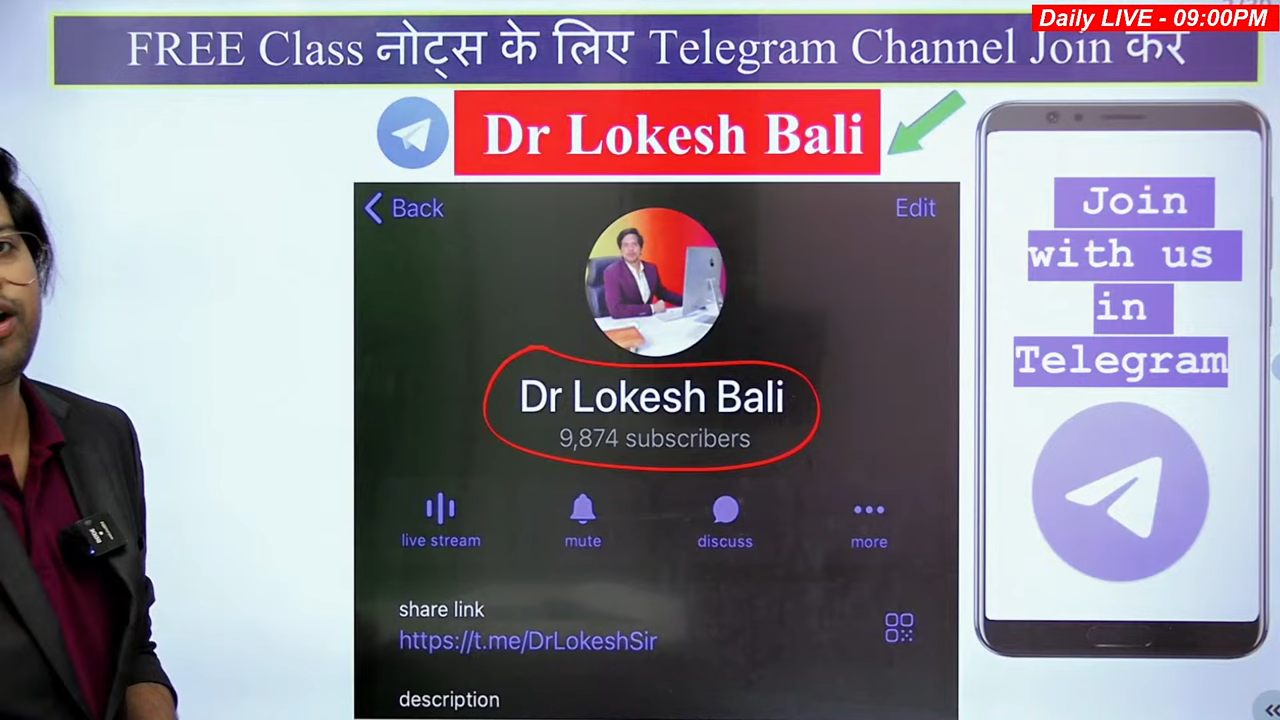 Daily LIVE - 09:00PM
FREE Class नोट्स के लिए Telegram Channel Join करें
Dr Lokesh Bali
Back
Edit
Dr Lokesh Bali
9,874 subscribers
live stream
mute
discuss
more
share link
https://t.me/DrLokeshSir
description
Join
with us
in
Telegram